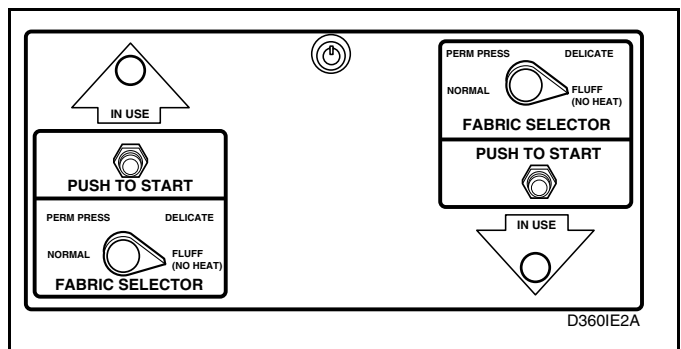 IN USE
PUSH TO START
PERM PRESS DELICATE
NORMAL FLUFF
(NO HEAT)
FABRIC SELECTOR
PERM PRESS DELICATE
NORMAL FLUFF
(NO HEAT)
FABRIC SELECTOR
PUSH TO START
IN USE
D360IE2A